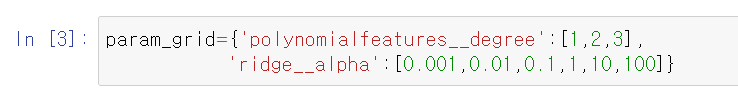 In [3]: param_grid={'polynomialfeatures__degree':[1,2,3],
'ridge__alpha':[0.001,0.01,0.1,1,10,100]}